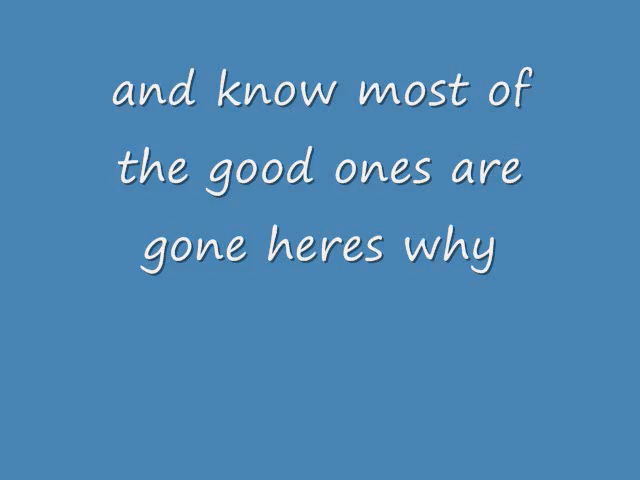 and know most of
the good ones are
gone heres why